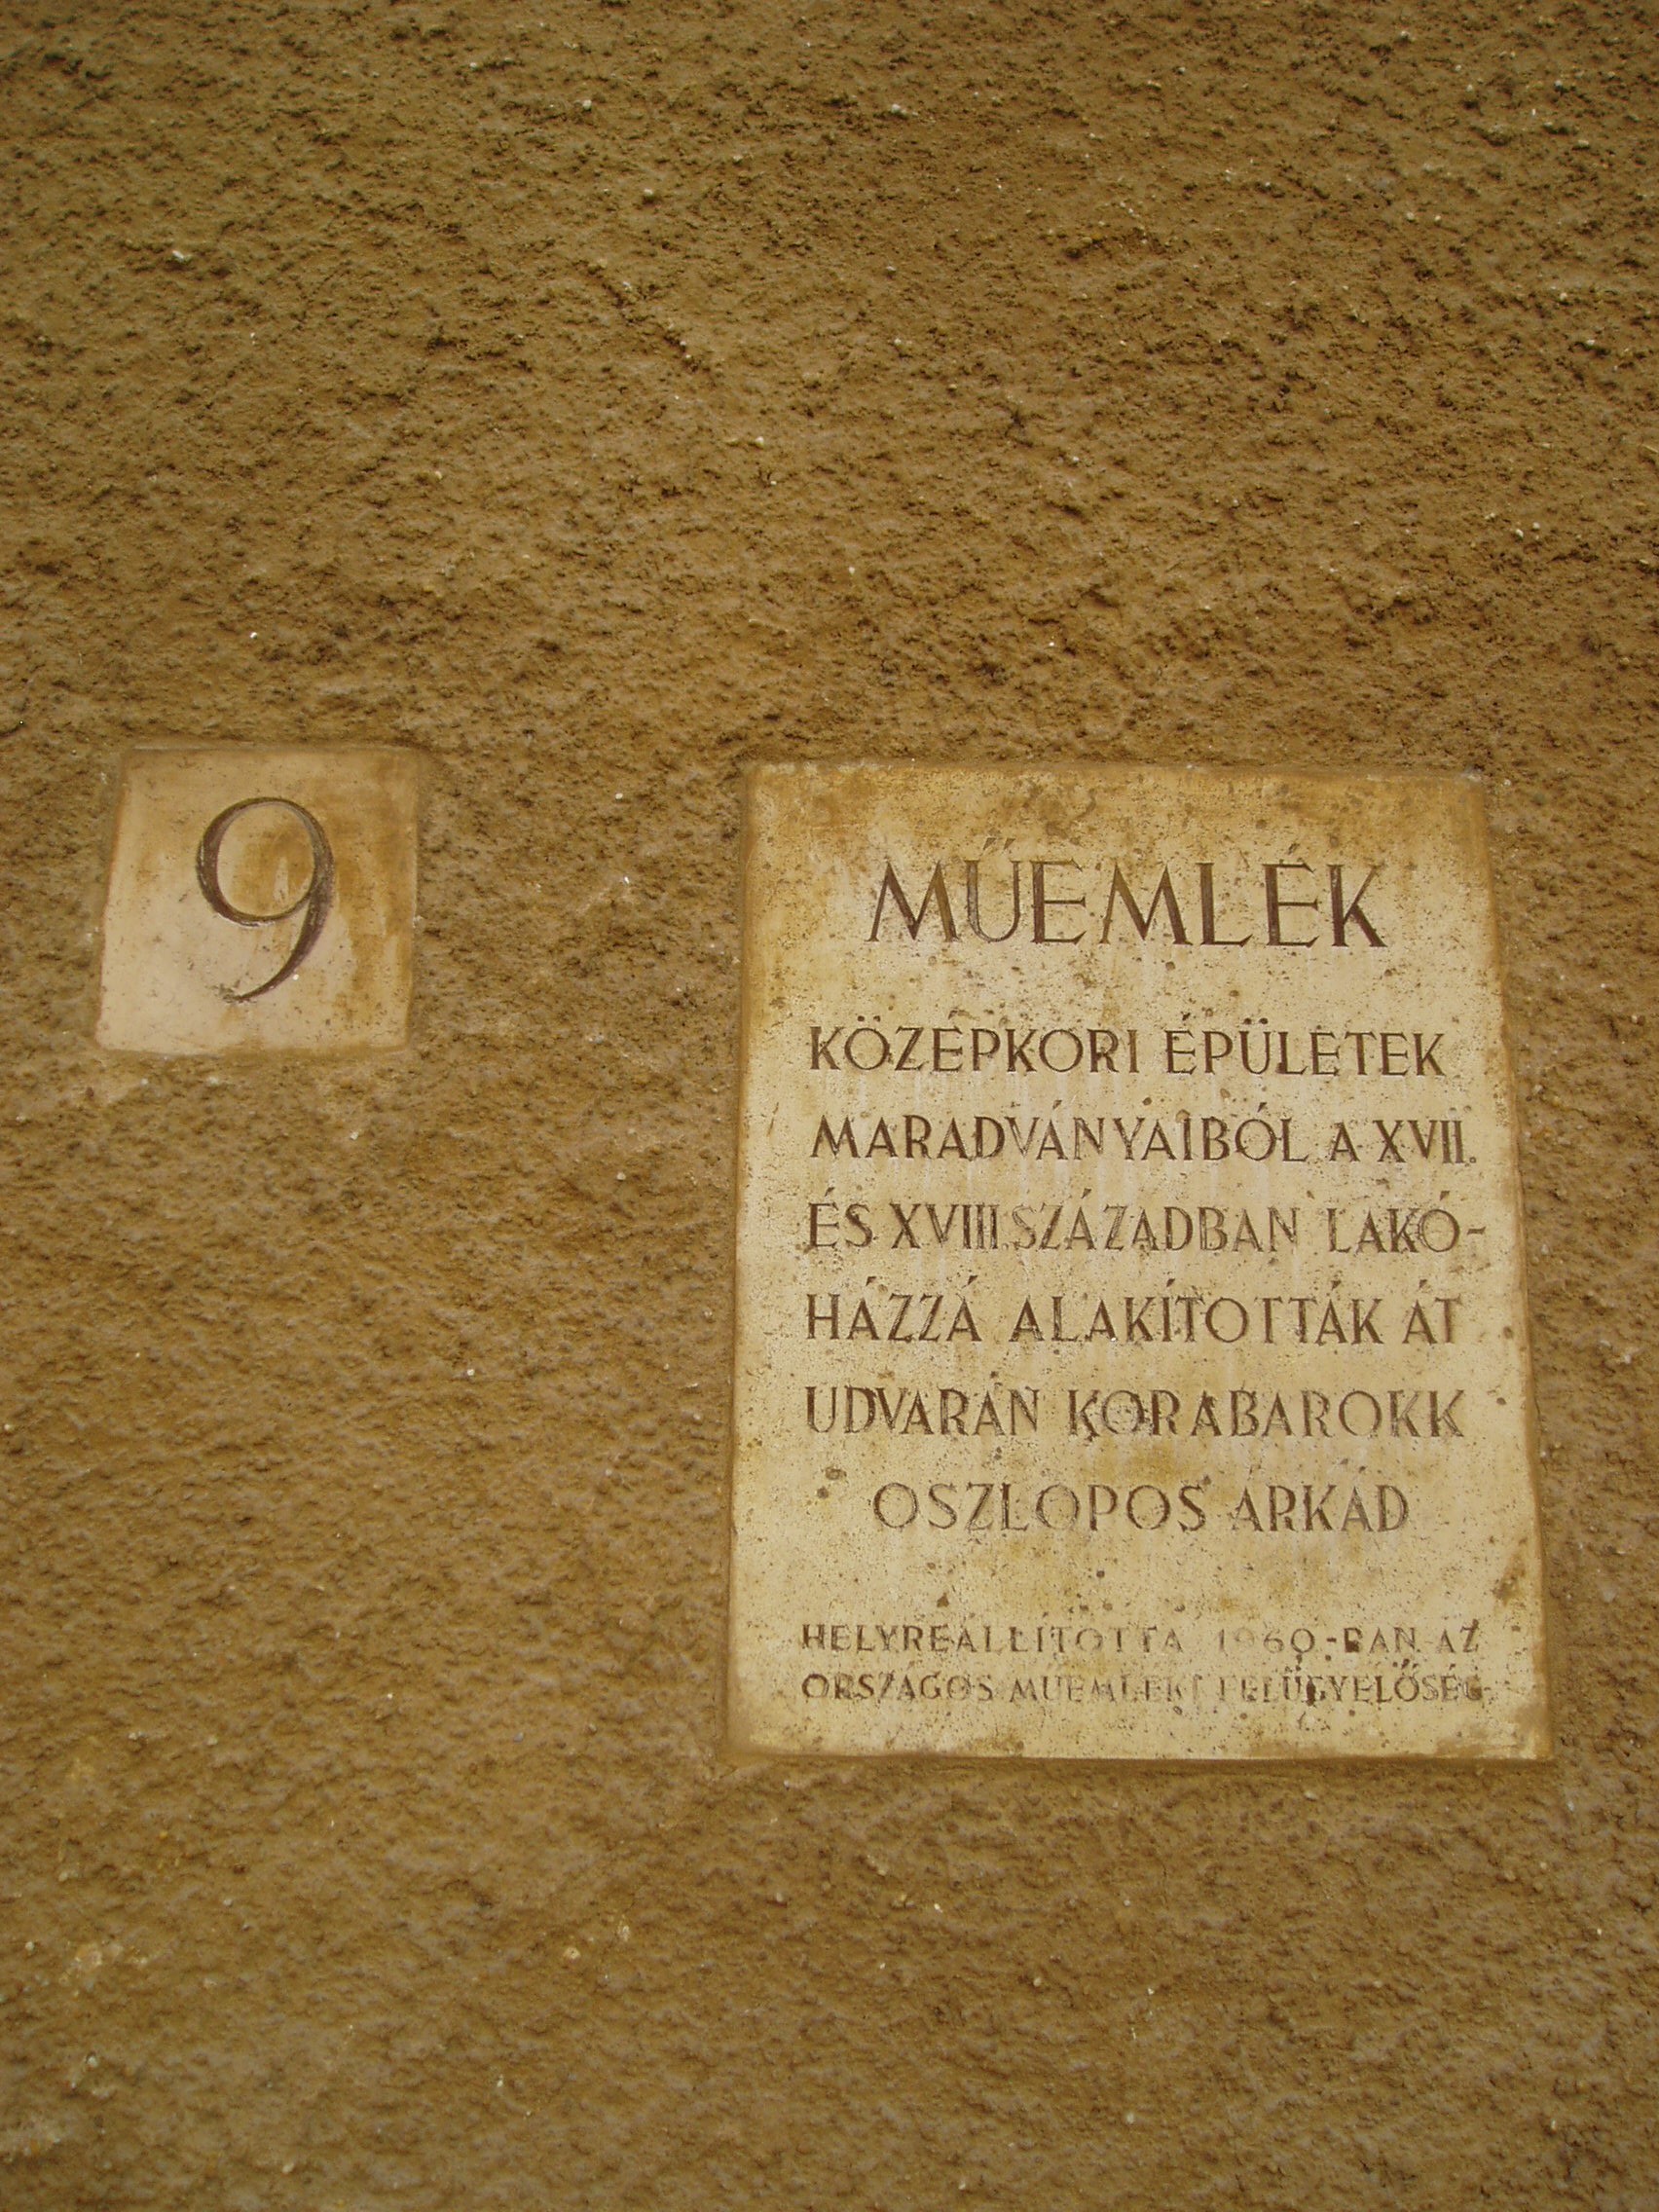 9
MŰEMLÉK
KÖZÉPKORI ÉPÜLETEK
MARADVÁNYAIBÓL A XVII.
ÉS XVIII. SZÁZADBAN LAKÓ-
HÁZZÁ ALAKÍTOTTÁK ÁT
UDVARÁN KORABAROKK
OSZLOPOS ÁRKÁD
HELYREÁLLÍTOTTA 1960-BAN AZ
ORSZÁGOS MŰEMLÉKI FELÜGYELŐSÉG